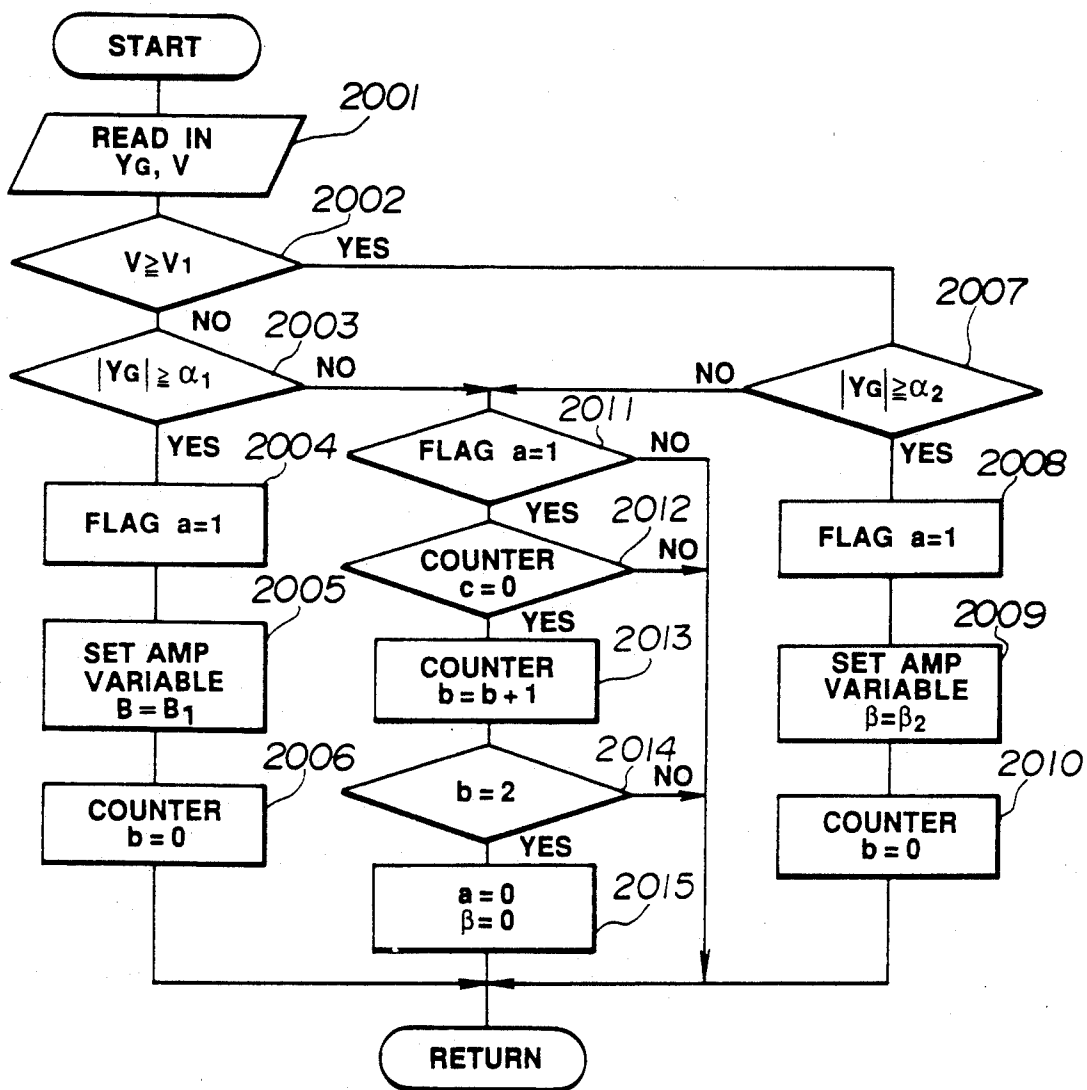 START
2001
READ IN
YG, V
2002
V≧V1
YES
2007
NO
2003
|YG| ≧ α1
NO
NO
|YG|≧α2
2011
YES
FLAG a=1
NO
YES
2004
2008
FLAG a=1
YES
2012
FLAG a=1
COUNTER
c=0
NO
2005
YES
2013
2009
SET AMP
VARIABLE
B=B1
COUNTER
b=b+1
SET AMP
VARIABLE
β=β2
2006
2014
2010
b=2
NO
COUNTER
b=0
YES
COUNTER
b=0
2015
a=0
β=0
RETURN